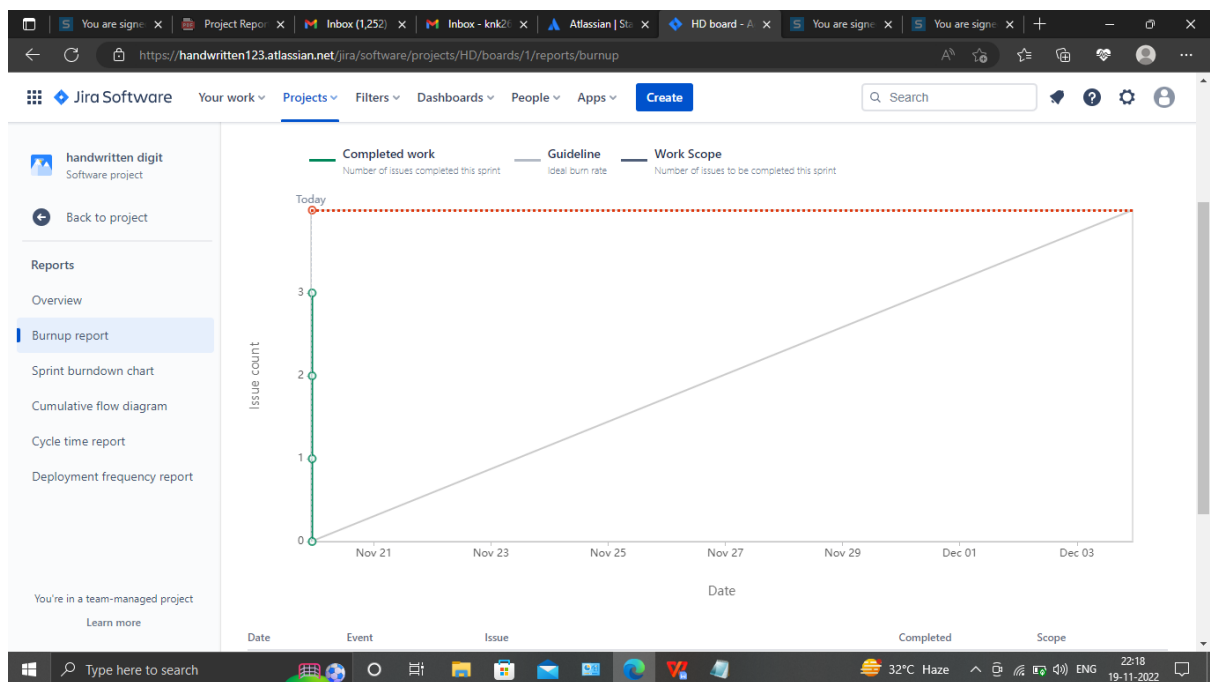 You are signe
Project Repor
Inbox (1,252)
Inbox - knk2
Atlassian | Sta
HD board - A
You are signe
You are signe
https://handwritten123.atlassian.net/jira/software/projects/HD/boards/1/reports/burnup
Jira Software
Your work
Projects
Filters
Dashboards
People
Apps
Create
Search
handwritten digit
Software project
Back to project
Reports
Overview
Burnup report
Sprint burndown chart
Cumulative flow diagram
Cycle time report
Deployment frequency report
You're in a team-managed project
Learn more
Completed work
Number of issues completed this sprint
Guideline
Ideal burn rate
Work Scope
Number of issues to be completed this sprint
Today
3
2
1
0
Issue count
Nov 21 Nov 23 Nov 25 Nov 27 Nov 29 Dec 01 Dec 03
Date
Date Event Issue Completed Scope
Type here to search
32°C Haze
ENG
22:18
19-11-2022